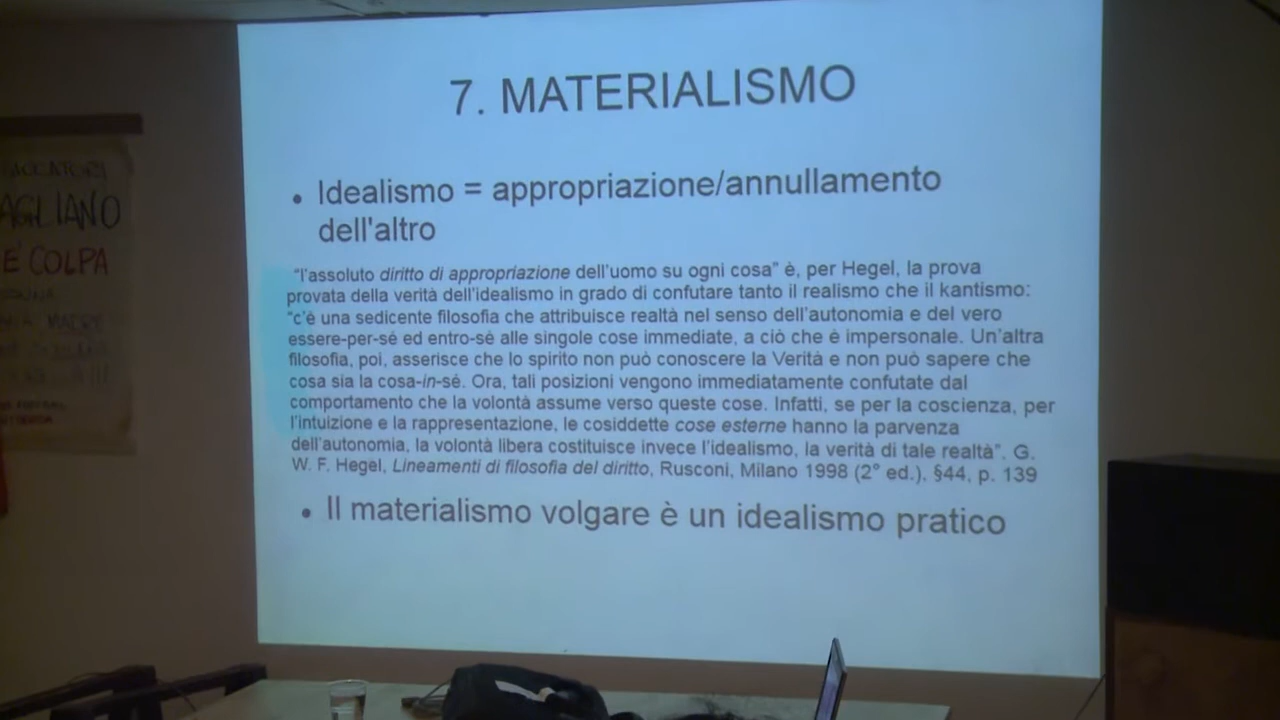 7. MATERIALISMO
• Idealismo = appropriazione/annullamento
dell'altro
"l'assoluto diritto di appropriazione dell'uomo su ogni cosa" è, per Hegel, la prova
provata della verità dell'idealismo in grado di confutare tanto il realismo che il kantismo:
"c'è una sedicente filosofia che attribuisce realtà nel senso dell'autonomia e del vero
essere-per-sé ed entro-sé alle singole cose immediate, a ciò che è impersonale. Un'altra
filosofia, poi, asserisce che lo spirito non può conoscere la Verità e non può sapere che
cosa sia la cosa-in-sé. Ora, tali posizioni vengono immediatamente confutate dal
comportamento che la volontà assume verso queste cose. Infatti, se per la coscienza, per
l'intuizione e la rappresentazione, le cosiddette cose esterne hanno la parvenza
dell'autonomia, la volontà libera costituisce invece l'idealismo, la verità di tale realtà". G.
W. F. Hegel, Lineamenti di filosofia del diritto, Rusconi, Milano 1998 (2° ed.), §44, p. 139
• Il materialismo volgare è un idealismo pratico
AGLIANO
E' COLPA
MADRE